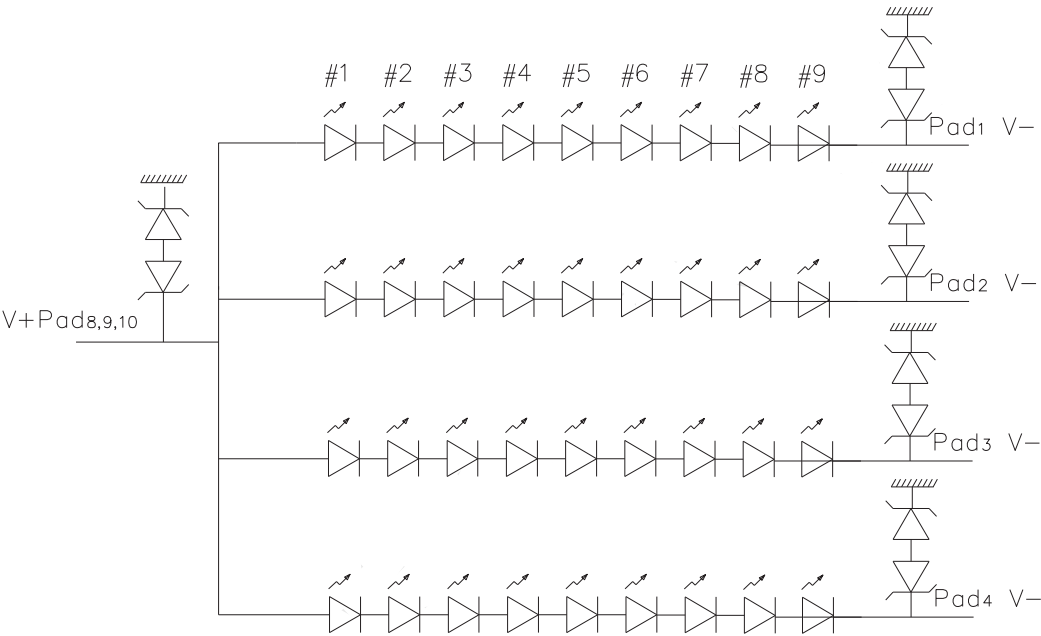 #1 #2 #3 #4 #5 #6 #7 #8 #9
Pad1 V-
Pad2 V-
V+Pad8,9,10
Pad3 V-
Pad4 V-